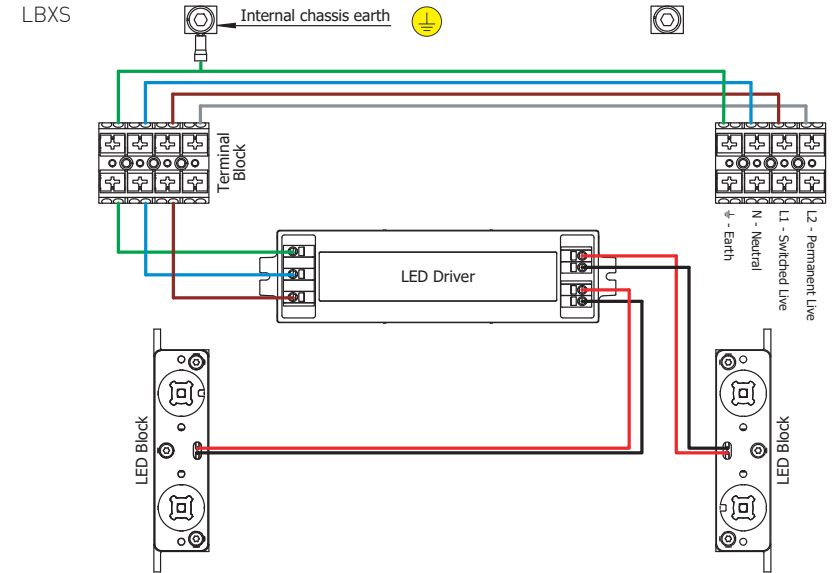 LBXS
Internal chassis earth
Terminal
Block
⏚ - Earth
N - Neutral
L1 - Switched Live
L2 - Permanent Live
LED Driver
LED Block
LED Block